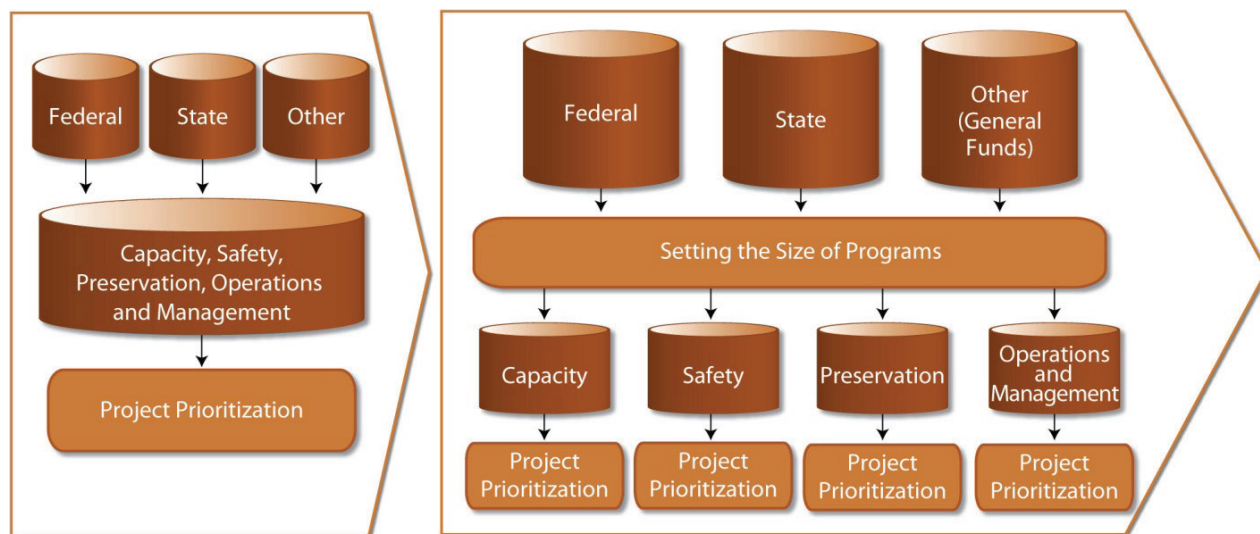 Federal
State
Other
Capacity, Safety,
Preservation, Operations
and Management
Project Prioritization
Federal
State
Other
(General
Funds)
Setting the Size of Programs
Capacity
Safety
Preservation
Operations
and
Management
Project
Prioritization
Project
Prioritization
Project
Prioritization
Project
Prioritization